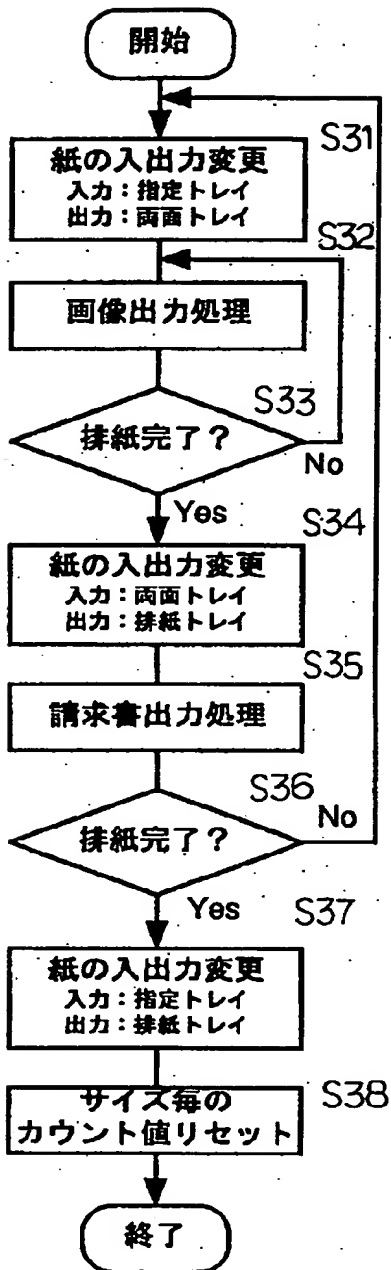 開始
S31
紙の入出力変更
入力：指定トレイ
出力：両面トレイ
S32
画像出力処理
S33
排紙完了？
No
Yes
S34
紙の入出力変更
入力：両面トレイ
出力：排紙トレイ
S35
請求書出力処理
S36
排紙完了？
No
Yes
S37
紙の入出力変更
入力：指定トレイ
出力：排紙トレイ
S38
サイズ毎の
カウント値リセット
終了